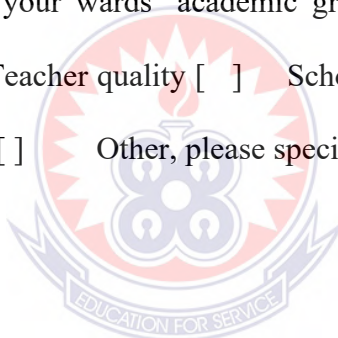 your wards' academic gr
Teacher quality [ ] Scho
[ ] Other, please speci
EDUCATION FOR SERVICE